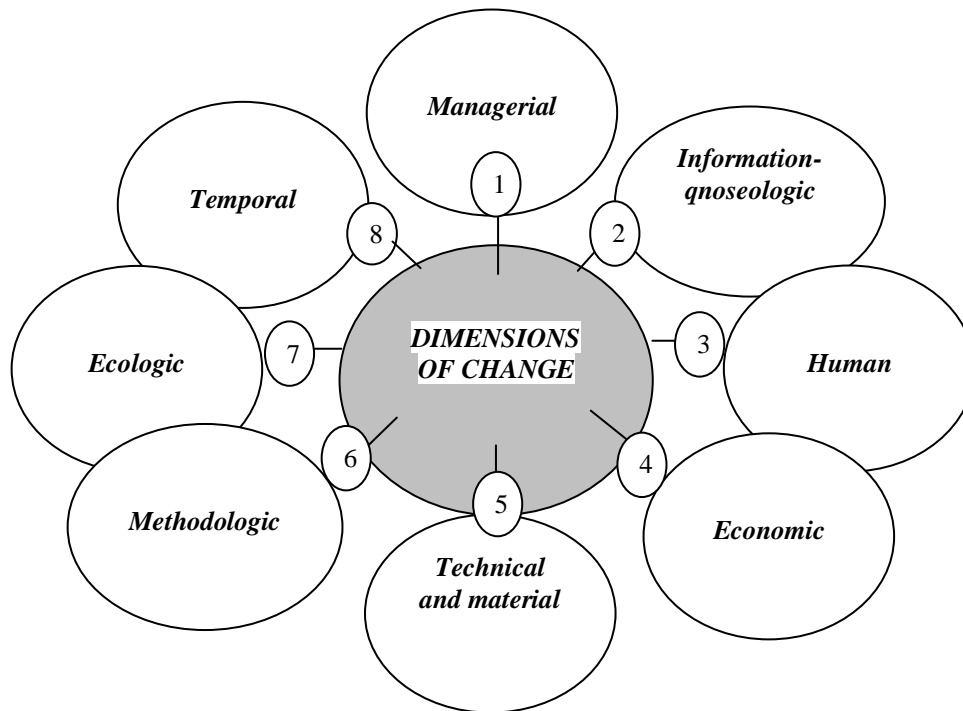 Managerial
1
Information-
qnoseologic
2
Temporal
8
DIMENSIONS
OF CHANGE
Ecologic
7
3
Human
Methodologic
6
4
Economic
5
Technical
and material